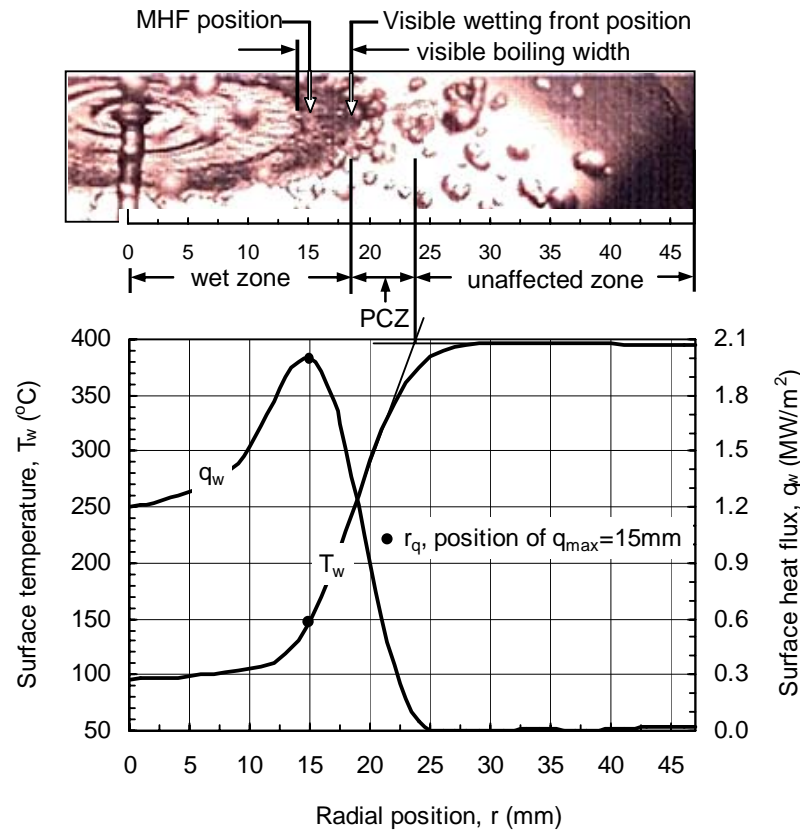 MHF position
Visible wetting front position
visible boiling width
0 5 10 15 20 25 30 35 40 45
wet zone
unaffected zone
PCZ
400
350
300
250
200
150
100
50
Surface temperature, Tw (°C)
qw
Tw
rq, position of qmax=15mm
2.1
1.8
1.5
1.2
0.9
0.6
0.3
0.0
Surface heat flux, qw (MW/m²)
0 5 10 15 20 25 30 35 40 45
Radial position, r (mm)